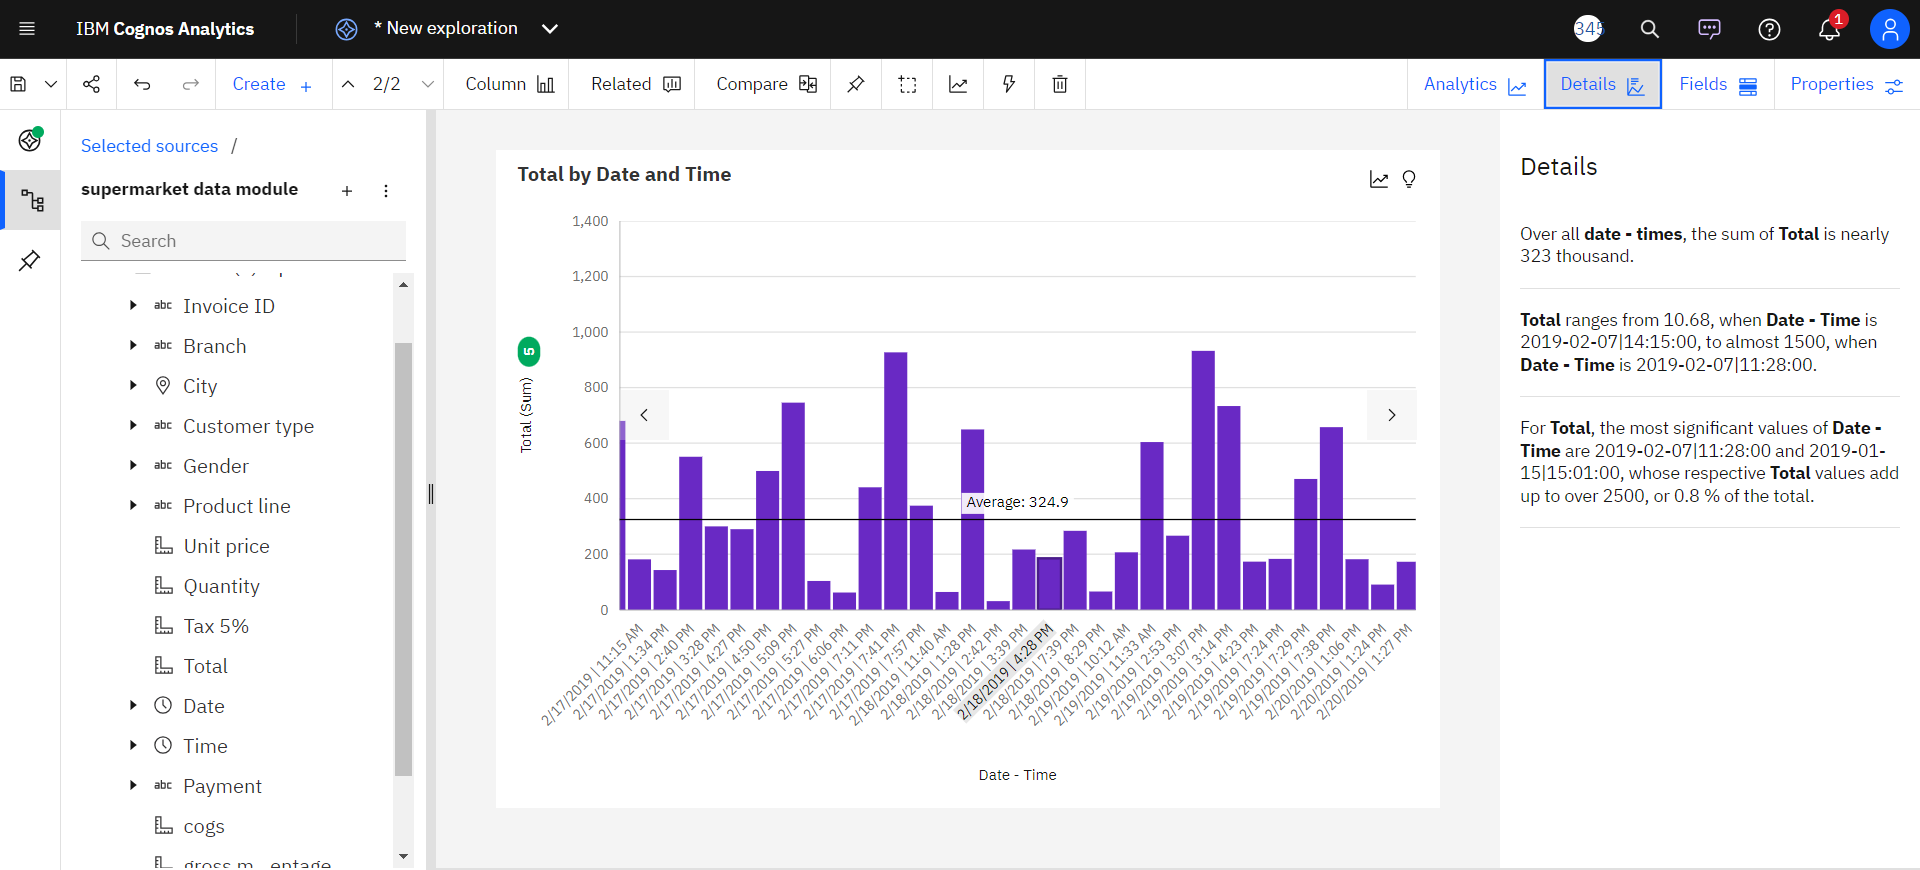 IBM Cognos Analytics
* New exploration
345
1
Create +
2/2
Column
Related
Compare
Analytics
Details
Fields
Properties
Selected sources /
supermarket data module
Search
abc Invoice ID
abc Branch
City
abc Customer type
abc Gender
abc Product line
Unit price
Quantity
Tax 5%
Total
Date
Time
abc Payment
cogs
gross m...entage
Total by Date and Time
1,400
1,200
1,000
800
600
400
200
0
5
Total (Sum)
Average: 324.9
2/17/2019 | 11:15 AM
2/17/2019 | 1:34 PM
2/17/2019 | 2:40 PM
2/17/2019 | 3:28 PM
2/17/2019 | 4:27 PM
2/17/2019 | 4:50 PM
2/17/2019 | 5:09 PM
2/17/2019 | 5:27 PM
2/17/2019 | 6:06 PM
2/17/2019 | 7:11 PM
2/17/2019 | 7:41 PM
2/17/2019 | 7:57 PM
2/18/2019 | 11:40 AM
2/18/2019 | 1:28 PM
2/18/2019 | 2:42 PM
2/18/2019 | 3:39 PM
2/18/2019 | 4:28 PM
2/18/2019 | 7:39 PM
2/18/2019 | 8:29 PM
2/19/2019 | 10:12 AM
2/19/2019 | 11:33 AM
2/19/2019 | 2:53 PM
2/19/2019 | 3:07 PM
2/19/2019 | 3:14 PM
2/19/2019 | 4:23 PM
2/19/2019 | 7:24 PM
2/19/2019 | 7:29 PM
2/19/2019 | 7:38 PM
2/20/2019 | 1:06 PM
2/20/2019 | 1:24 PM
2/20/2019 | 1:27 PM
Date - Time
Details
Over all date - times, the sum of Total is nearly
323 thousand.
Total ranges from 10.68, when Date - Time is
2019-02-07|14:15:00, to almost 1500, when
Date - Time is 2019-02-07|11:28:00.
For Total, the most significant values of Date -
Time are 2019-02-07|11:28:00 and 2019-01-
15|15:01:00, whose respective Total values add
up to over 2500, or 0.8 % of the total.